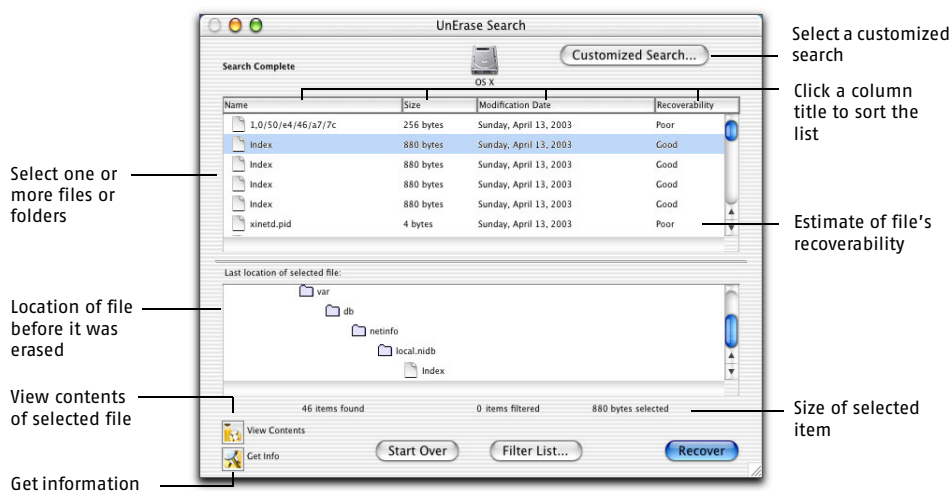 UnErase Search
Select a customized
search
Customized Search...
Search Complete
OS X
Click a column
title to sort the
list
Name Size Modification Date Recoverability
1,0/50/e4/46/a7/7c 256 bytes Sunday, April 13, 2003 Poor
Index 880 bytes Sunday, April 13, 2003 Good
Index 880 bytes Sunday, April 13, 2003 Good
Index 880 bytes Sunday, April 13, 2003 Good
Index 880 bytes Sunday, April 13, 2003 Good
xinetd.pid 4 bytes Sunday, April 13, 2003 Poor
Select one or
more files or
folders
Estimate of file's
recoverability
Last location of selected file:
var
db
netinfo
local.nidb
Index
Location of file
before it was
erased
46 items found 0 items filtered 880 bytes selected
View contents
of selected file
Size of selected
item
View Contents
Get Info
Start Over Filter List... Recover
Get information